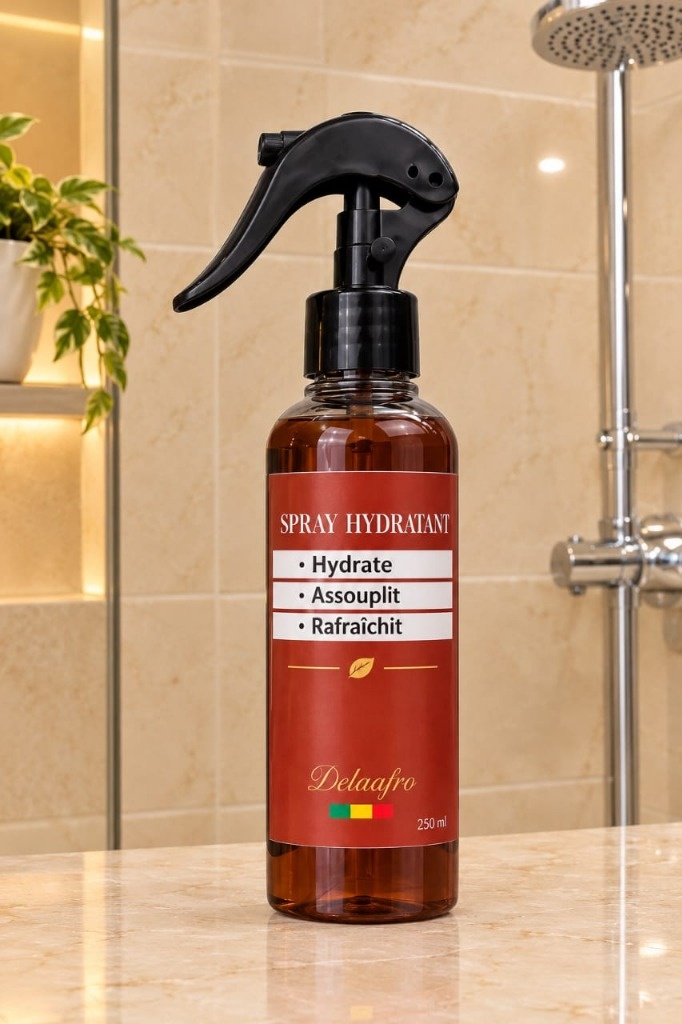 SPRAY HYDRATANT
• Hydrate
• Assouplit
• Rafraîchit
Delaafro
250 ml